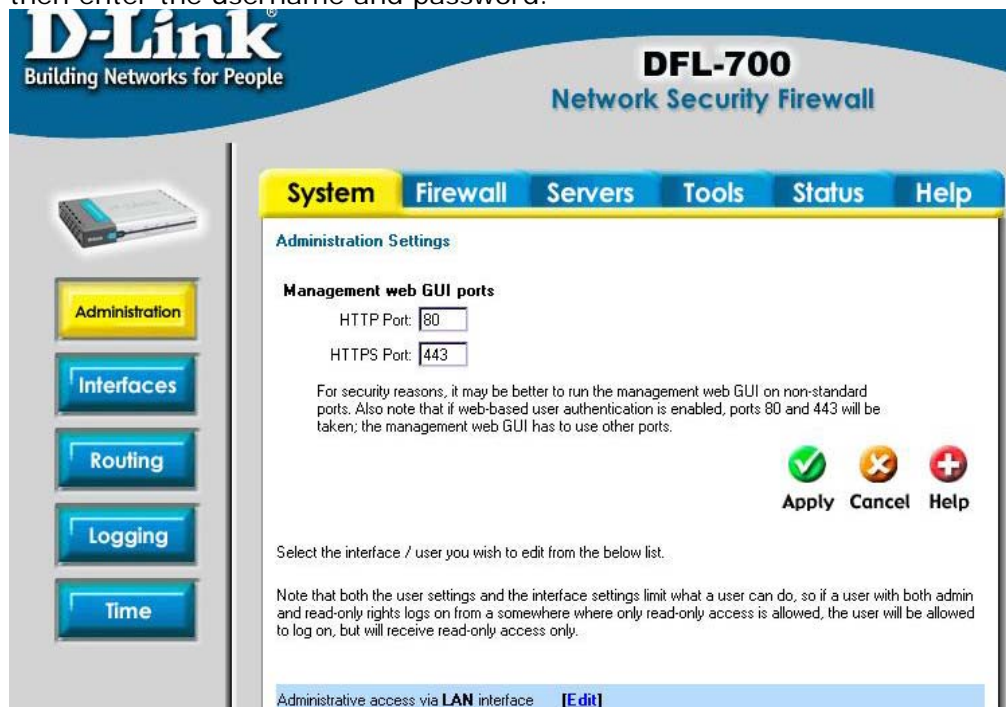 then enter the username and password.
D-Link®
Building Networks for People
DFL-700
Network Security Firewall
System Firewall Servers Tools Status Help
Administration Settings
Management web GUI ports
HTTP Port: 80
HTTPS Port: 443
For security reasons, it may be better to run the management web GUI on non-standard
ports. Also note that if web-based user authentication is enabled, ports 80 and 443 will be
taken; the management web GUI has to use other ports.
Apply Cancel Help
Administration
Interfaces
Routing
Logging
Time
Select the interface / user you wish to edit from the below list.
Note that both the user settings and the interface settings limit what a user can do, so if a user with both admin
and read-only rights logs on from a somewhere where only read-only access is allowed, the user will be allowed
to log on, but will receive read-only access only.
Administrative access via LAN interface [Edit]